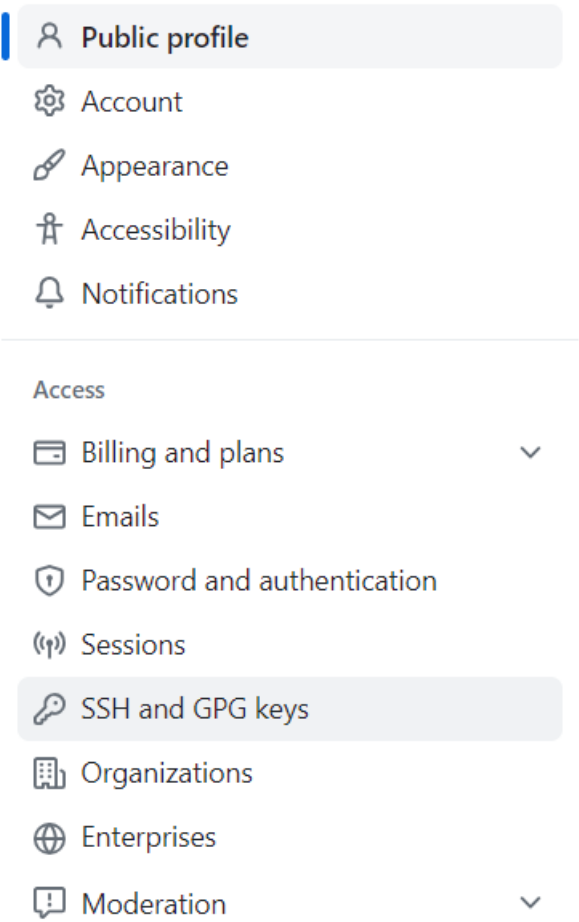 Public profile
Account
Appearance
Accessibility
Notifications
Access
Billing and plans
Emails
Password and authentication
Sessions
SSH and GPG keys
Organizations
Enterprises
Moderation